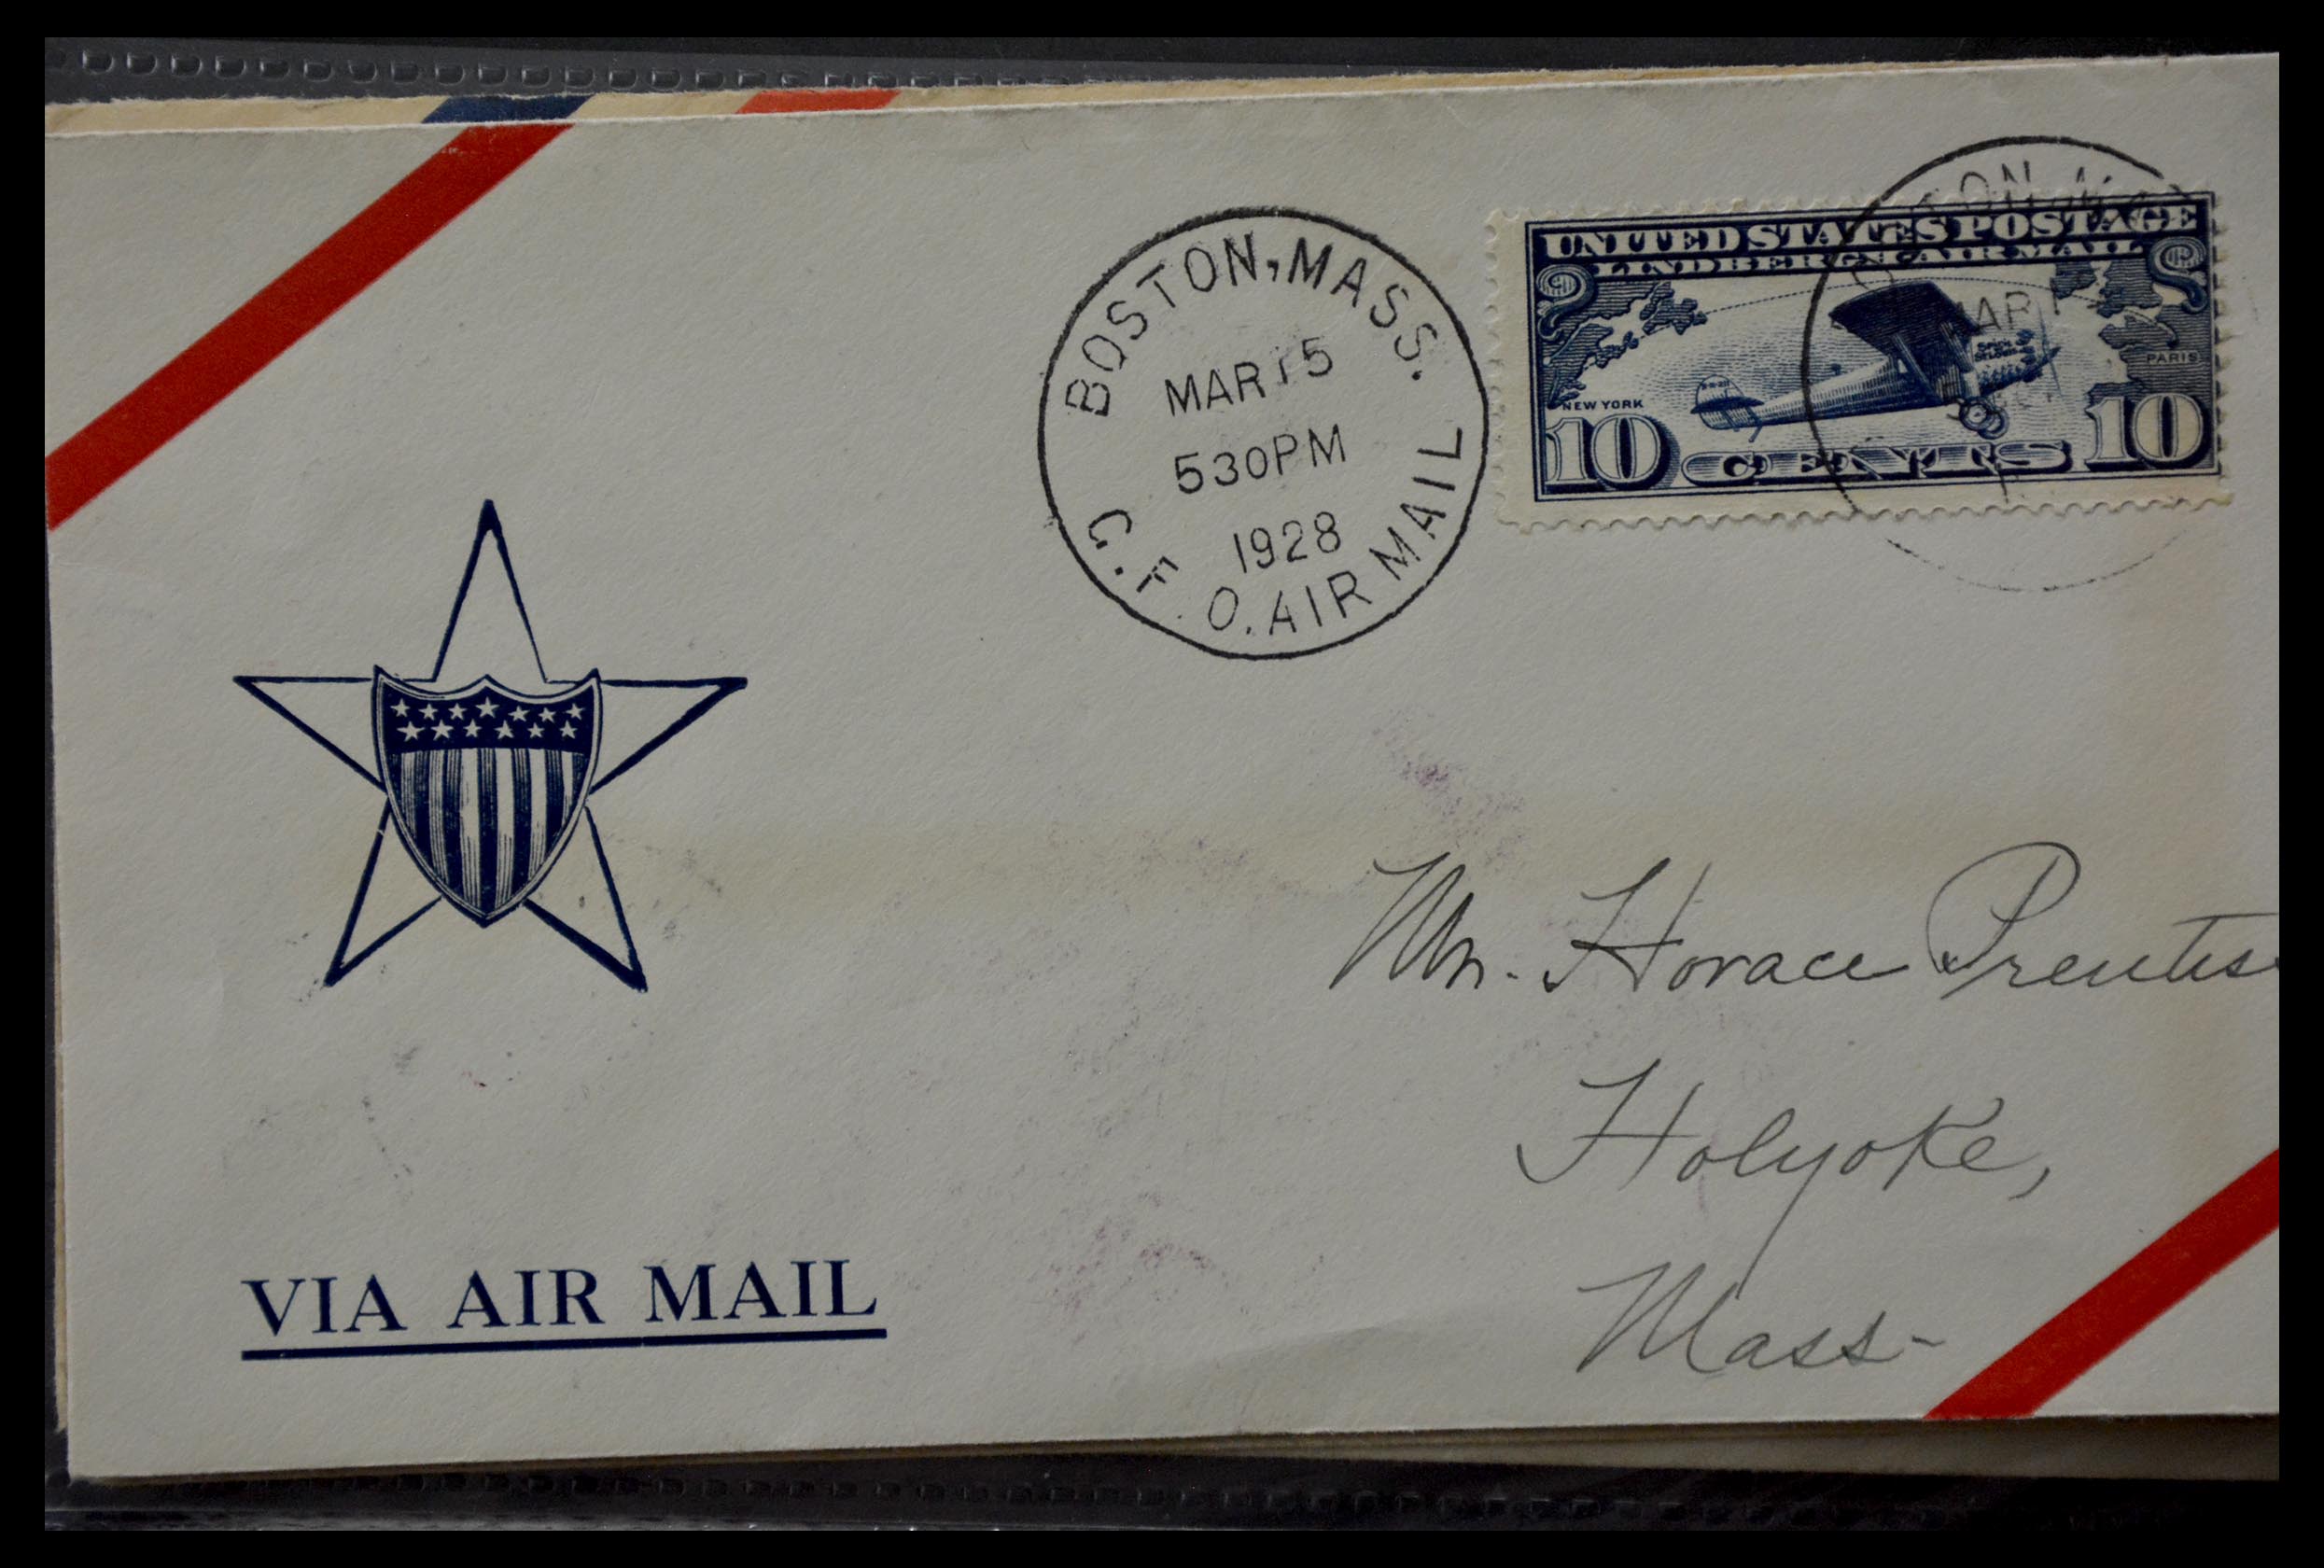 BOSTON, MASS.
MAR 15
530PM
1928
G.F.O. AIR MAIL
UNITED STATES POSTAGE
LINDBERGH AIR MAIL
NEW YORK
PARIS
10 CENTS 10
Mr. Horace Prentis
Holyoke,
Mass-
VIA AIR MAIL